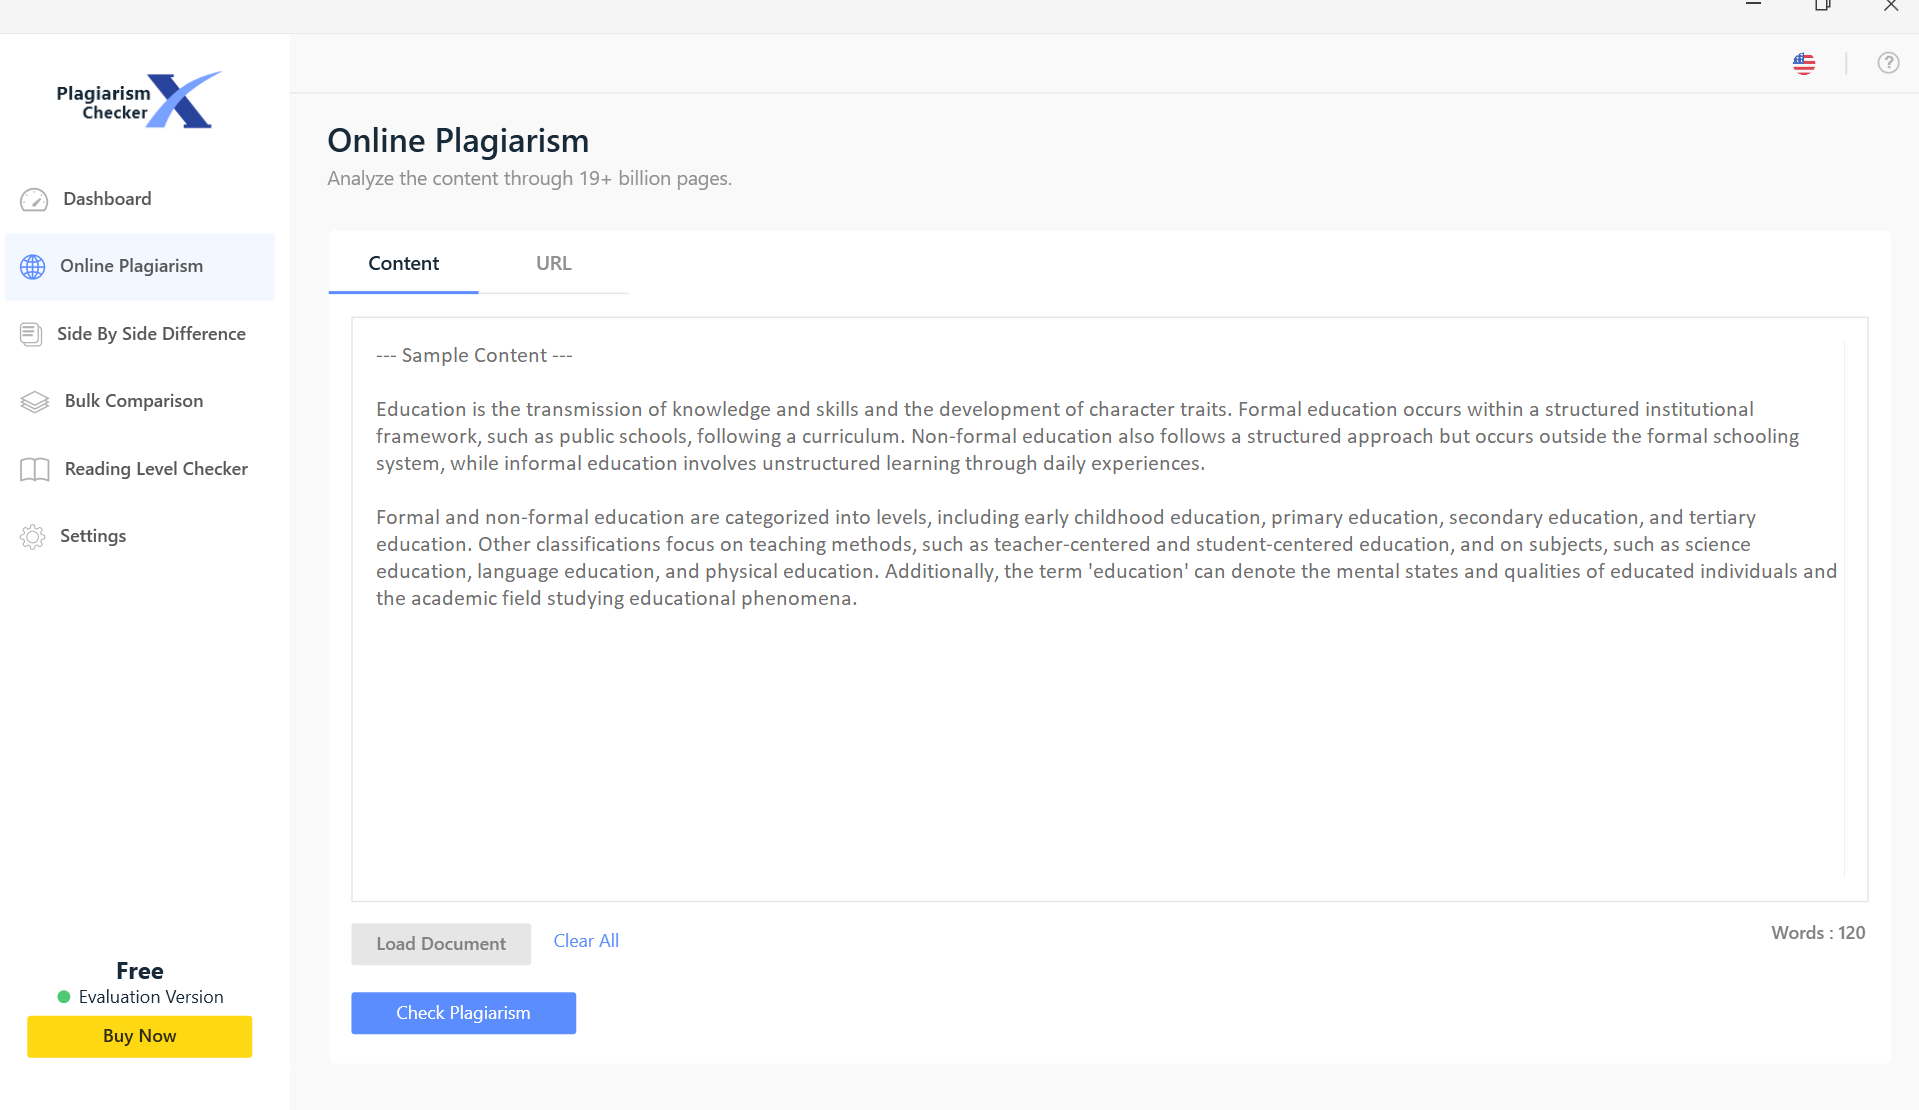 Plagiarism
Checker
Dashboard
Online Plagiarism
Side By Side Difference
Bulk Comparison
Reading Level Checker
Settings
Free
Evaluation Version
Buy Now
?
Online Plagiarism
Analyze the content through 19+ billion pages.
Content
URL
--- Sample Content ---
Education is the transmission of knowledge and skills and the development of character traits. Formal education occurs within a structured institutional
framework, such as public schools, following a curriculum. Non-formal education also follows a structured approach but occurs outside the formal schooling
system, while informal education involves unstructured learning through daily experiences.
Formal and non-formal education are categorized into levels, including early childhood education, primary education, secondary education, and tertiary
education. Other classifications focus on teaching methods, such as teacher-centered and student-centered education, and on subjects, such as science
education, language education, and physical education. Additionally, the term 'education' can denote the mental states and qualities of educated individuals and
the academic field studying educational phenomena.
Load Document
Clear All
Words : 120
Check Plagiarism